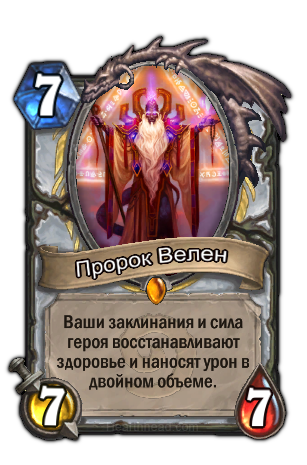 7
Пророк Велен
Ваши заклинания и сила
героя восстанавливают
здоровье и наносят урон в
двойном объеме.
7
7